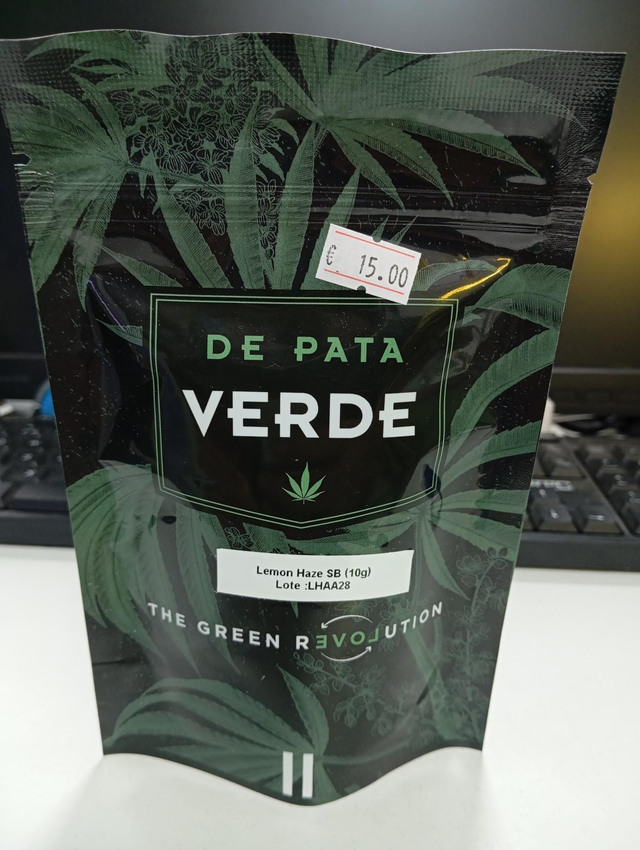 € 15.00
DE PATA
VERDE
Lemon Haze SB (10g)
Lote :LHAA28
THE GREEN REVOLUTION